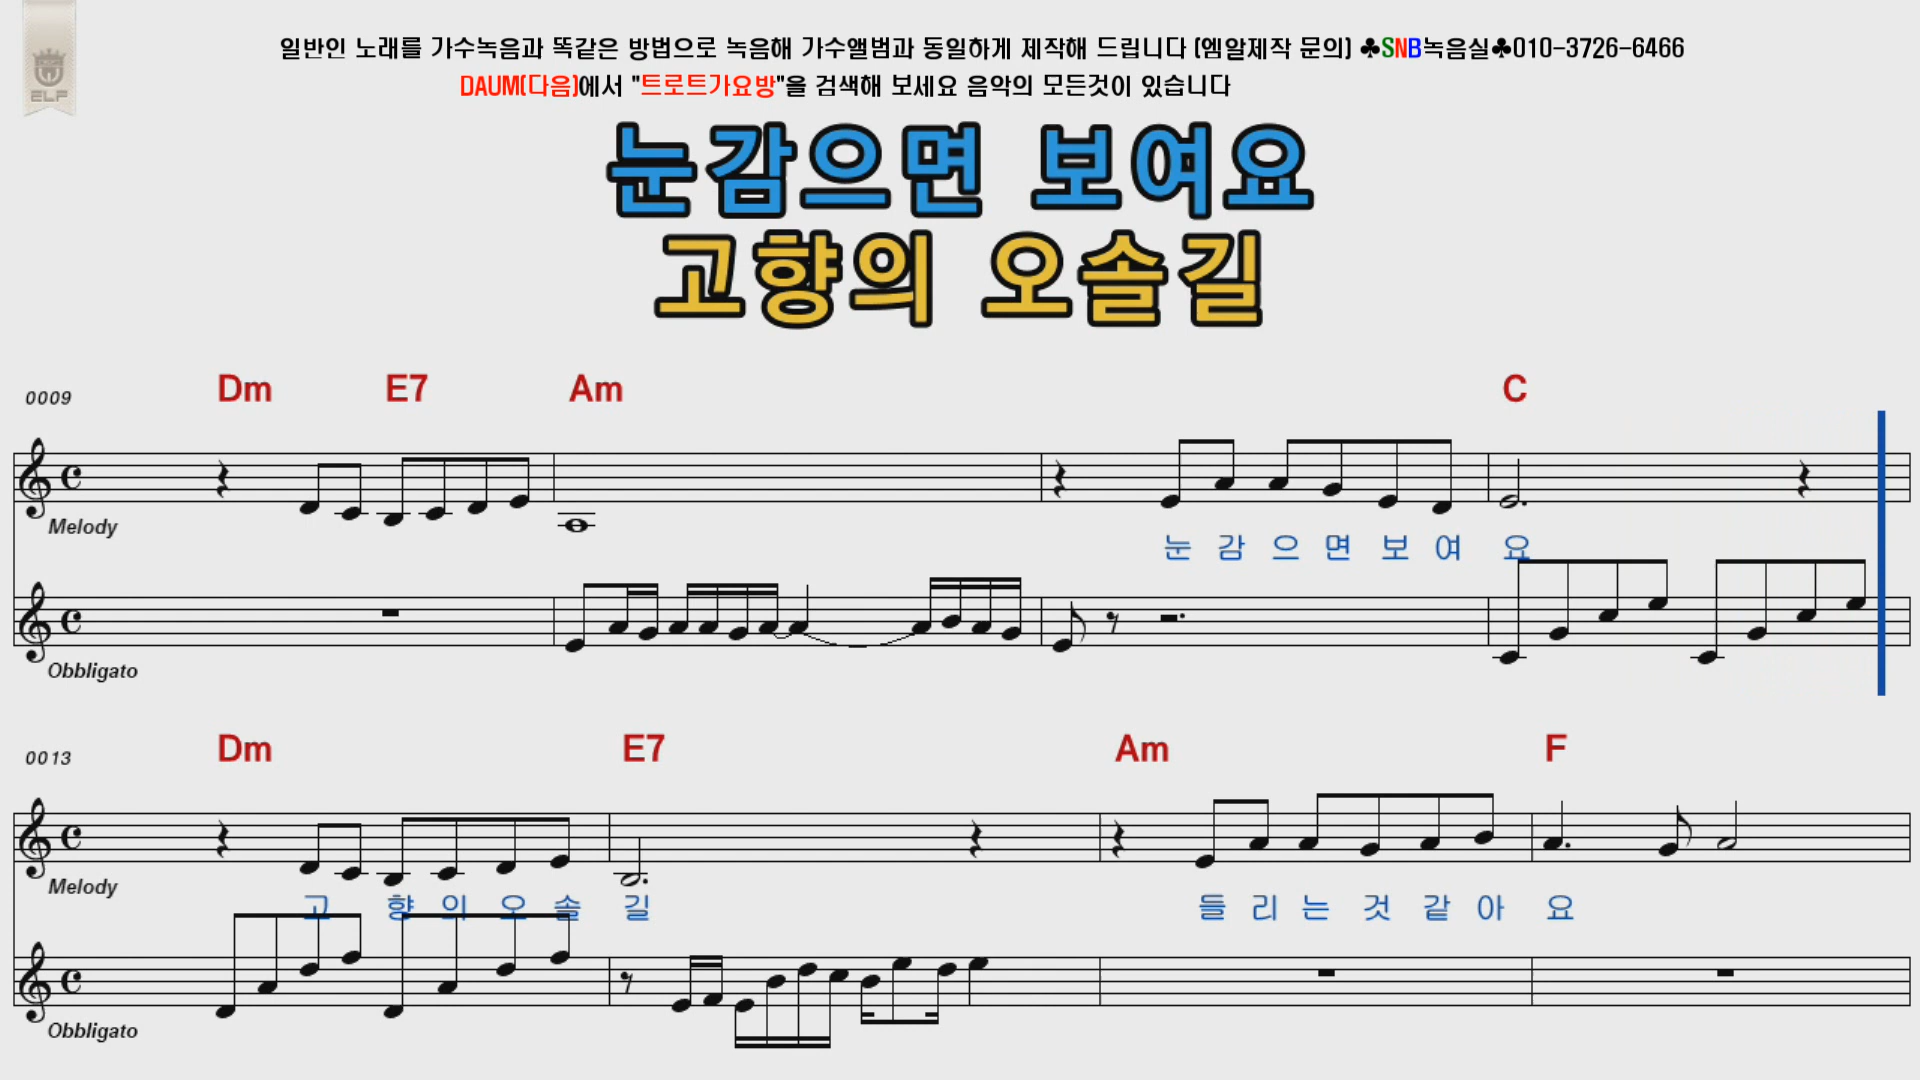 ELF
일반인 노래를 가수녹음과 똑같은 방법으로 녹음해 가수앨범과 동일하게 제작해 드립니다 (엠알제작 문의) ♣SNB녹음실♣010-3726-6466
DAUM(다음)에서 "트로트가요방"을 검색해 보세요 음악의 모든것이 있습니다
눈감으면 보여요
고향의 오솔길
0009 Dm E7 Am C
Melody
눈 감 으 면 보 여 요
Obbligato
0013 Dm E7 Am F
Melody
고 향 의 오 솔 길 들 리 는 것 같 아 요
Obbligato